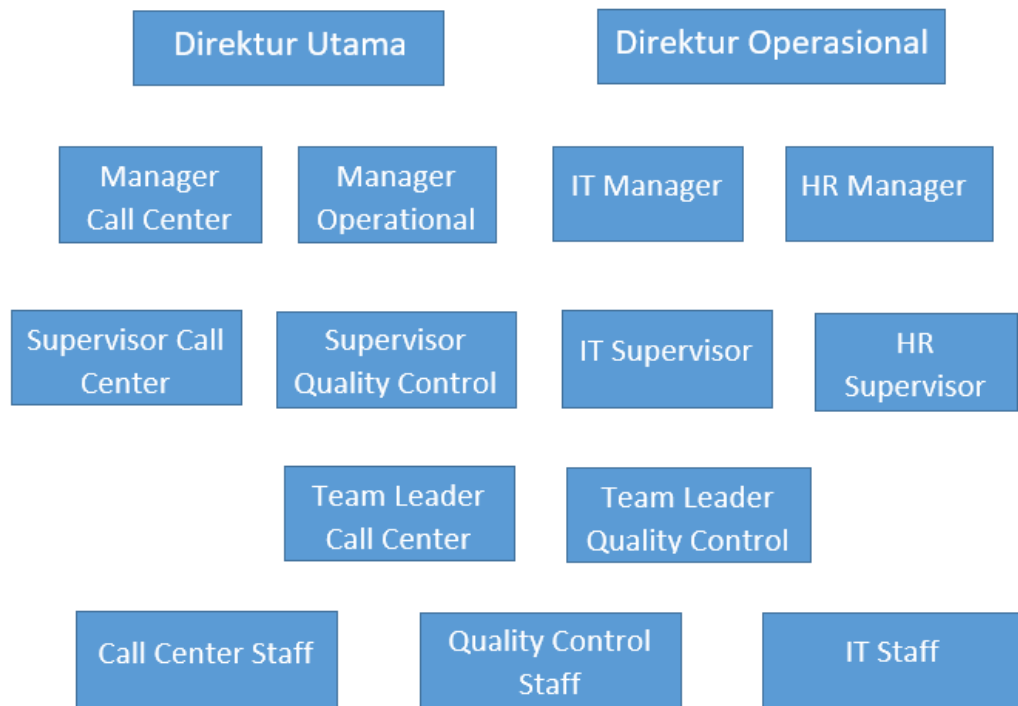 Direktur Utama
Direktur Operasional
Manager
Call Center
Manager
Operational
IT Manager
HR Manager
Supervisor Call
Center
Supervisor
Quality Control
IT Supervisor
HR
Supervisor
Team Leader
Call Center
Team Leader
Quality Control
Call Center Staff
Quality Control
Staff
IT Staff